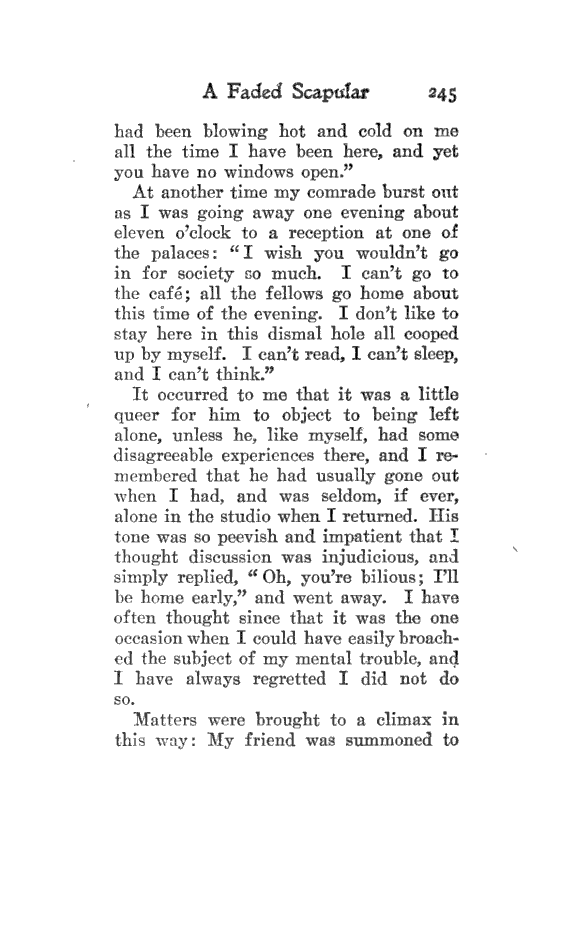 A Faded Scapular 245
had been blowing hot and cold on me
all the time I have been here, and yet
you have no windows open.”
At another time my comrade burst out
as I was going away one evening about
eleven o’clock to a reception at one of
the palaces: “I wish you wouldn’t go
in for society so much. I can’t go to
the café; all the fellows go home about
this time of the evening. I don’t like to
stay here in this dismal hole all cooped
up by myself. I can’t read, I can’t sleep,
and I can’t think.”
It occurred to me that it was a little
queer for him to object to being left
alone, unless he, like myself, had some
disagreeable experiences there, and I re-
membered that he had usually gone out
when I had, and was seldom, if ever,
alone in the studio when I returned. His
tone was so peevish and impatient that I
thought discussion was injudicious, and
simply replied, “Oh, you’re bilious; I’ll
be home early,” and went away. I have
often thought since that it was the one
occasion when I could have easily broach-
ed the subject of my mental trouble, and
I have always regretted I did not do
so.
Matters were brought to a climax in
this way: My friend was summoned to